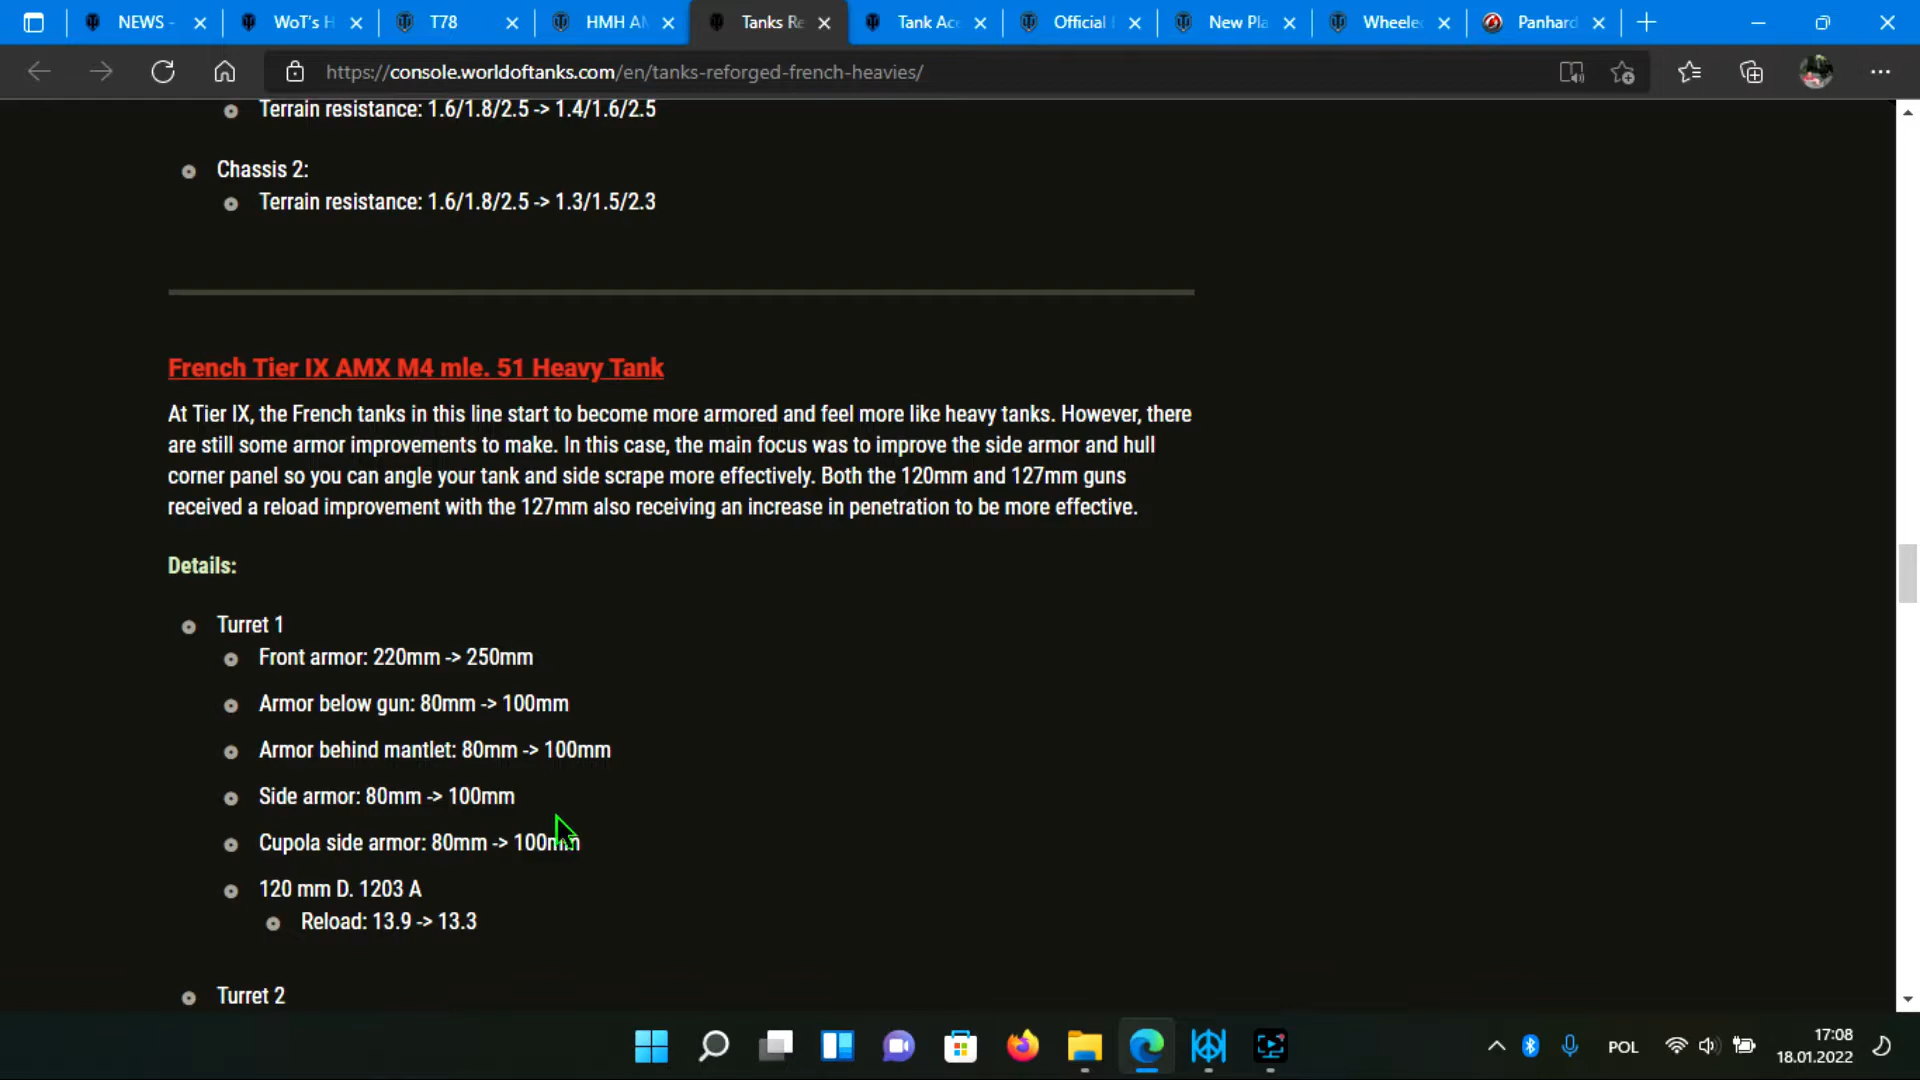 NEWS -
WoT's H
T78
HMH AM
Tanks Re
Tank Ace
Official
New Pla
Wheele
Panhard
https://console.worldoftanks.com/en/tanks-reforged-french-heavies/
Terrain resistance: 1.6/1.8/2.5 -> 1.4/1.6/2.5
Chassis 2:
Terrain resistance: 1.6/1.8/2.5 -> 1.3/1.5/2.3
French Tier IX AMX M4 mle. 51 Heavy Tank
At Tier IX, the French tanks in this line start to become more armored and feel more like heavy tanks. However, there
are still some armor improvements to make. In this case, the main focus was to improve the side armor and hull
corner panel so you can angle your tank and side scrape more effectively. Both the 120mm and 127mm guns
received a reload improvement with the 127mm also receiving an increase in penetration to be more effective.
Details:
Turret 1
Front armor: 220mm -> 250mm
Armor below gun: 80mm -> 100mm
Armor behind mantlet: 80mm -> 100mm
Side armor: 80mm -> 100mm
Cupola side armor: 80mm -> 100mm
120 mm D. 1203 A
Reload: 13.9 -> 13.3
Turret 2
POL
17:08
18.01.2022